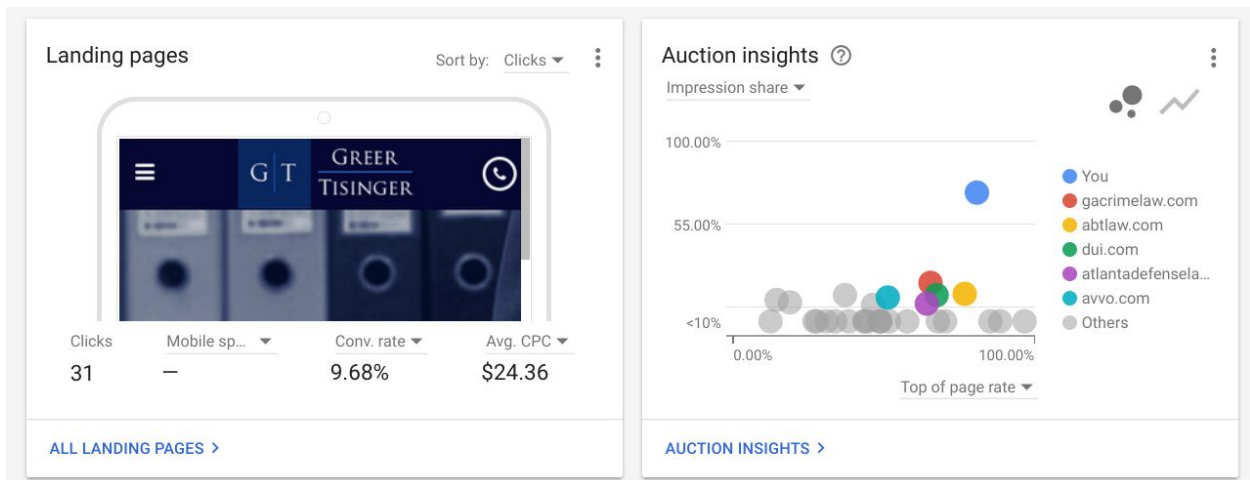 Landing pages
Sort by: Clicks
G T GREER
TISINGER
Clicks Mobile sp... Conv. rate Avg. CPC
31 — 9.68% $24.36
ALL LANDING PAGES >
Auction insights ?
Impression share
100.00%
55.00%
<10%
0.00% 100.00%
Top of page rate
You
gacrimelaw.com
abtlaw.com
dui.com
atlantadefensela...
avvo.com
Others
AUCTION INSIGHTS >